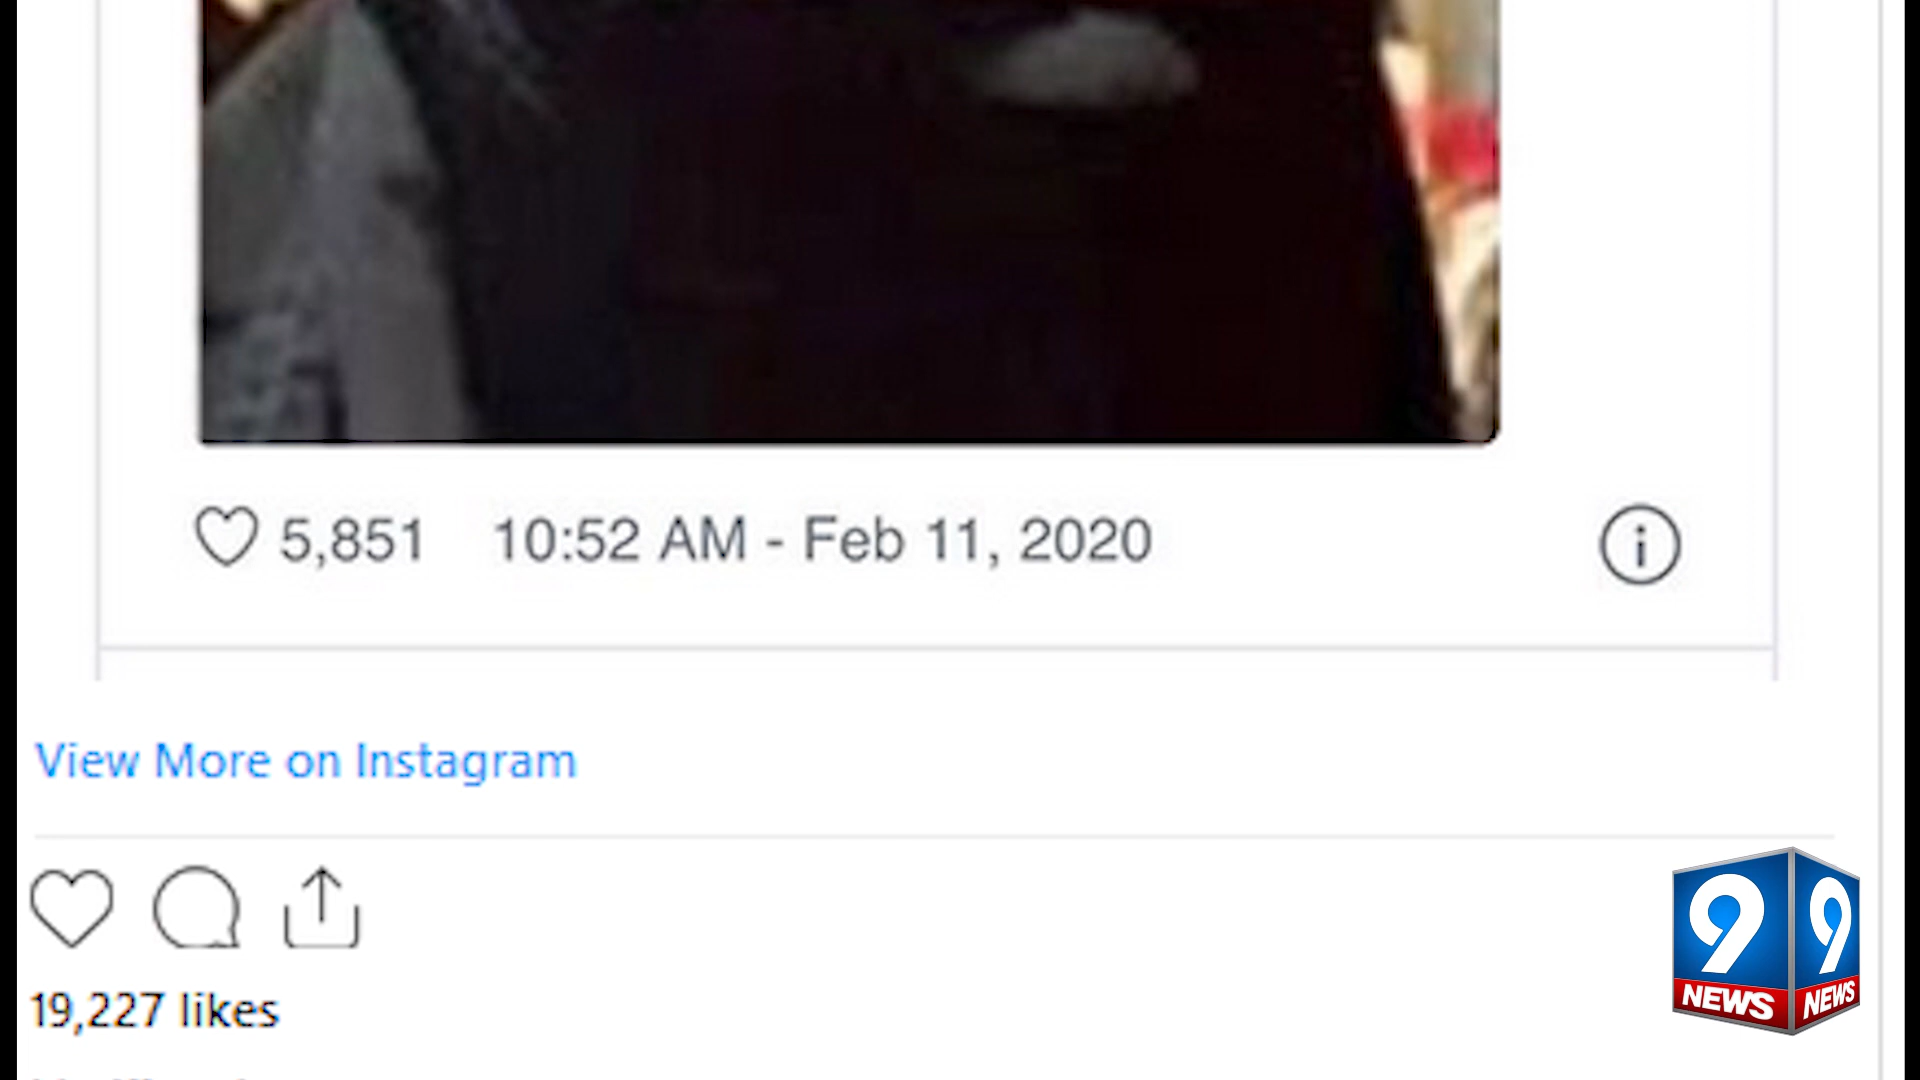 5,851 10:52 AM - Feb 11, 2020
View More on Instagram
19,227 likes
9 9
NEWS NEWS